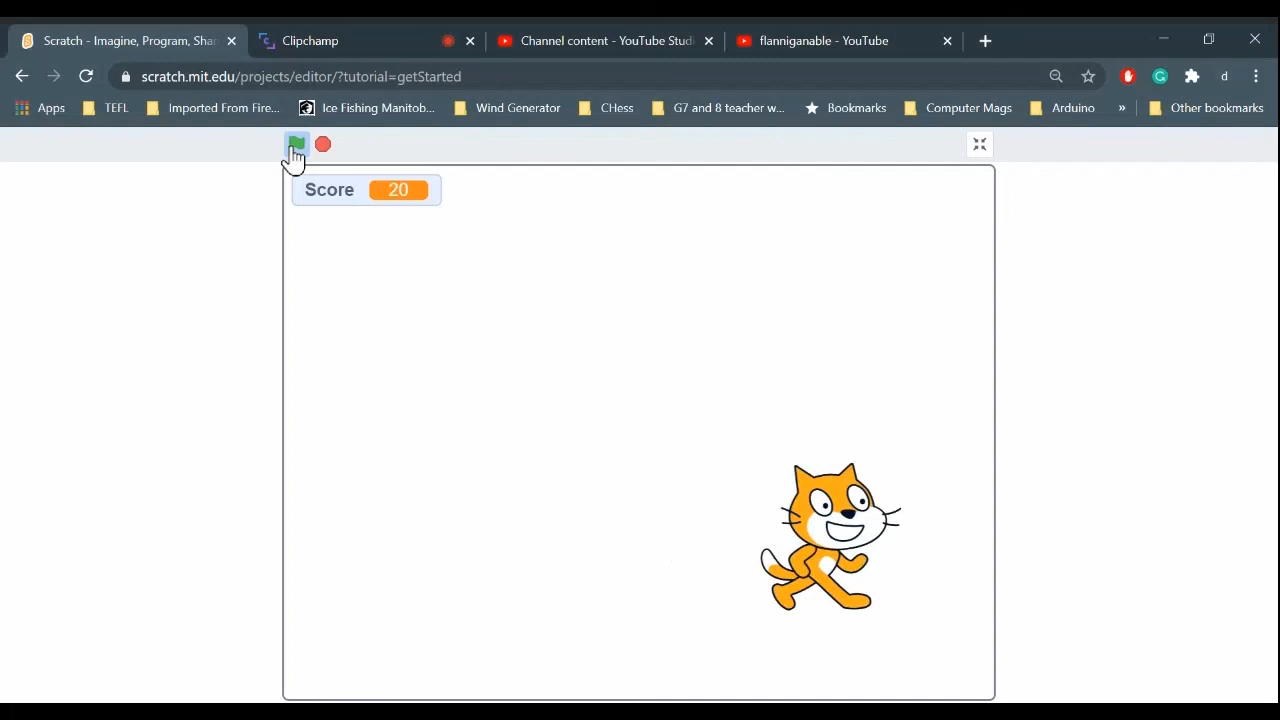 Scratch - Imagine, Program, Shar
Clipchamp
Channel content - YouTube Studi
flanniganable - YouTube
scratch.mit.edu/projects/editor/?tutorial=getStarted
d
Apps
TEFL
Imported From Fire...
Ice Fishing Manitob...
Wind Generator
CHess
G7 and 8 teacher w...
Bookmarks
Computer Mags
Arduino
»
Other bookmarks
Score 20